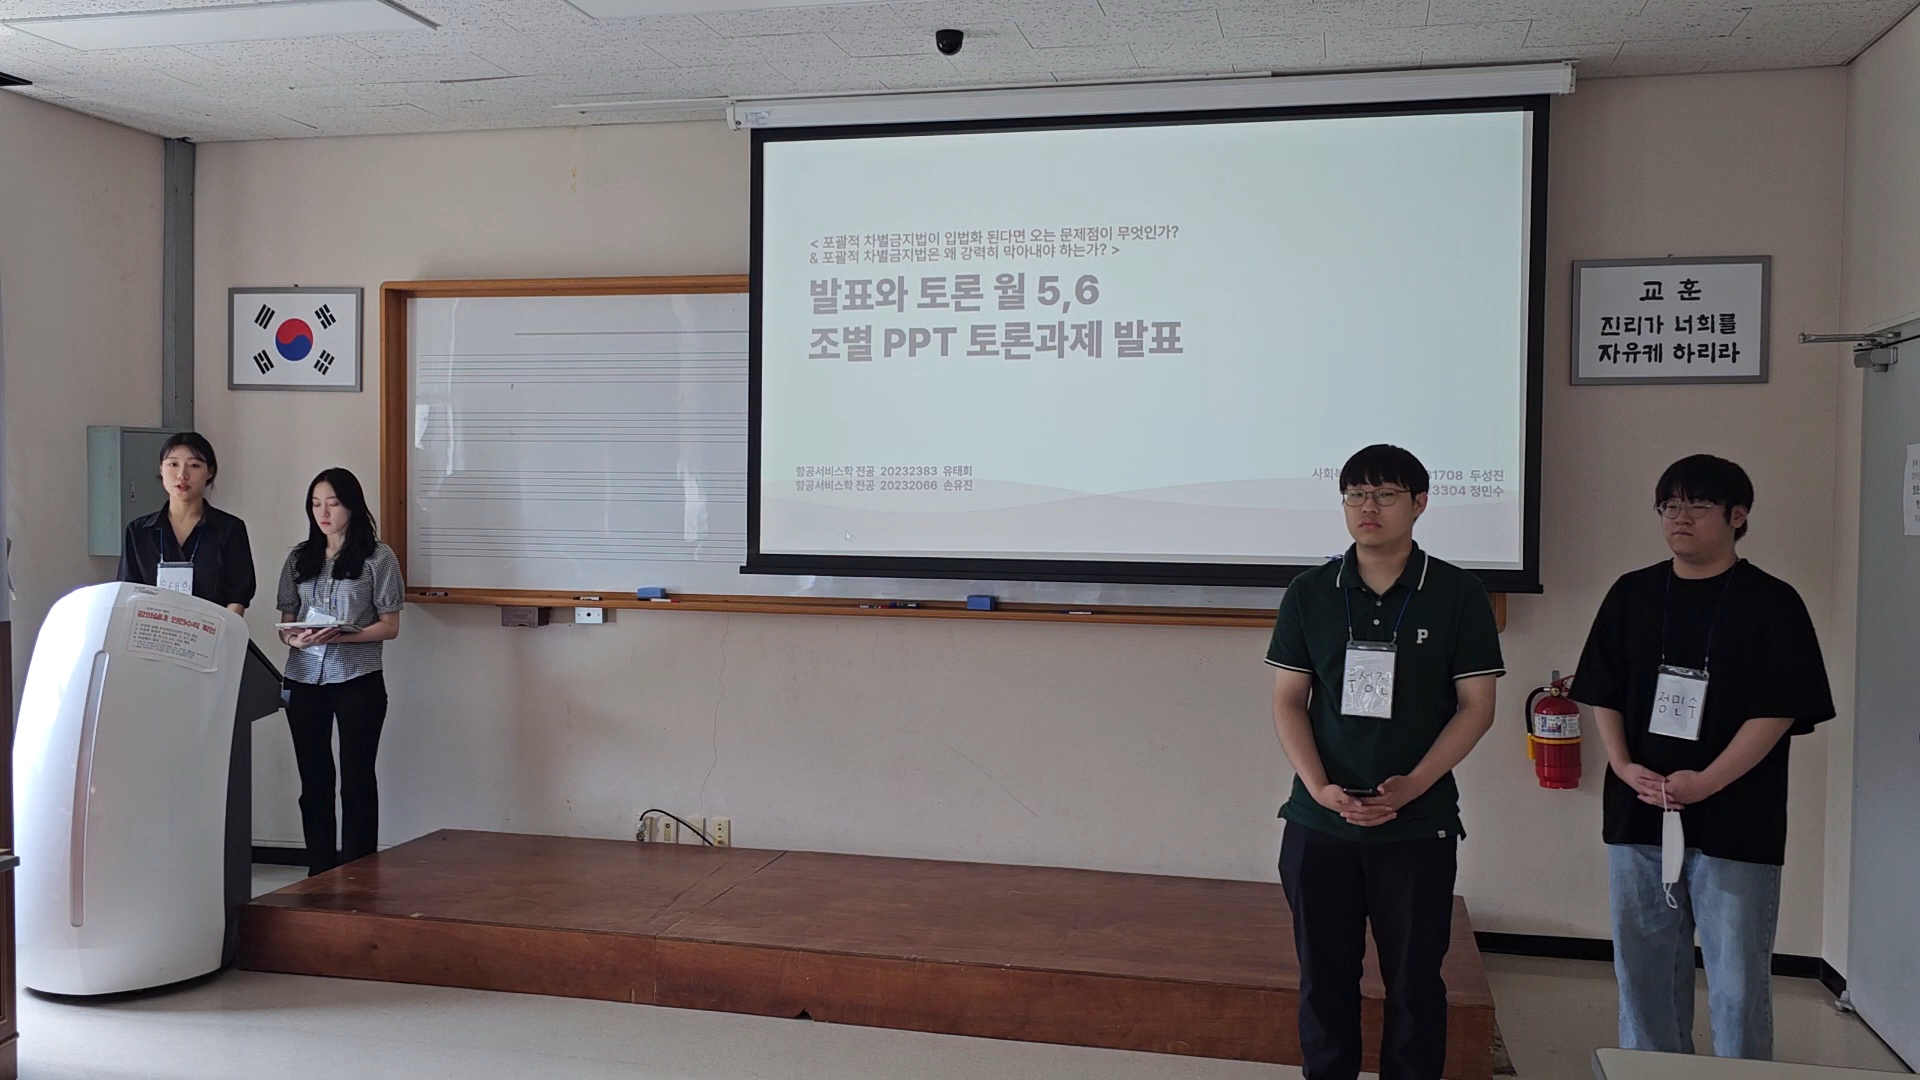 < 포괄적 차별금지법이 입법화 된다면 오는 문제점이 무엇인가?
& 포괄적 차별금지법은 왜 강력히 막아내야 하는가? >
발표와 토론 월 5,6
조별 PPT 토론과제 발표
항공서비스학 전공 20232383 유태희
항공서비스학 전공 20232066 손유진
두성진
정민수
교 훈
진리가 너희를
자유케 하리라
P
정민수